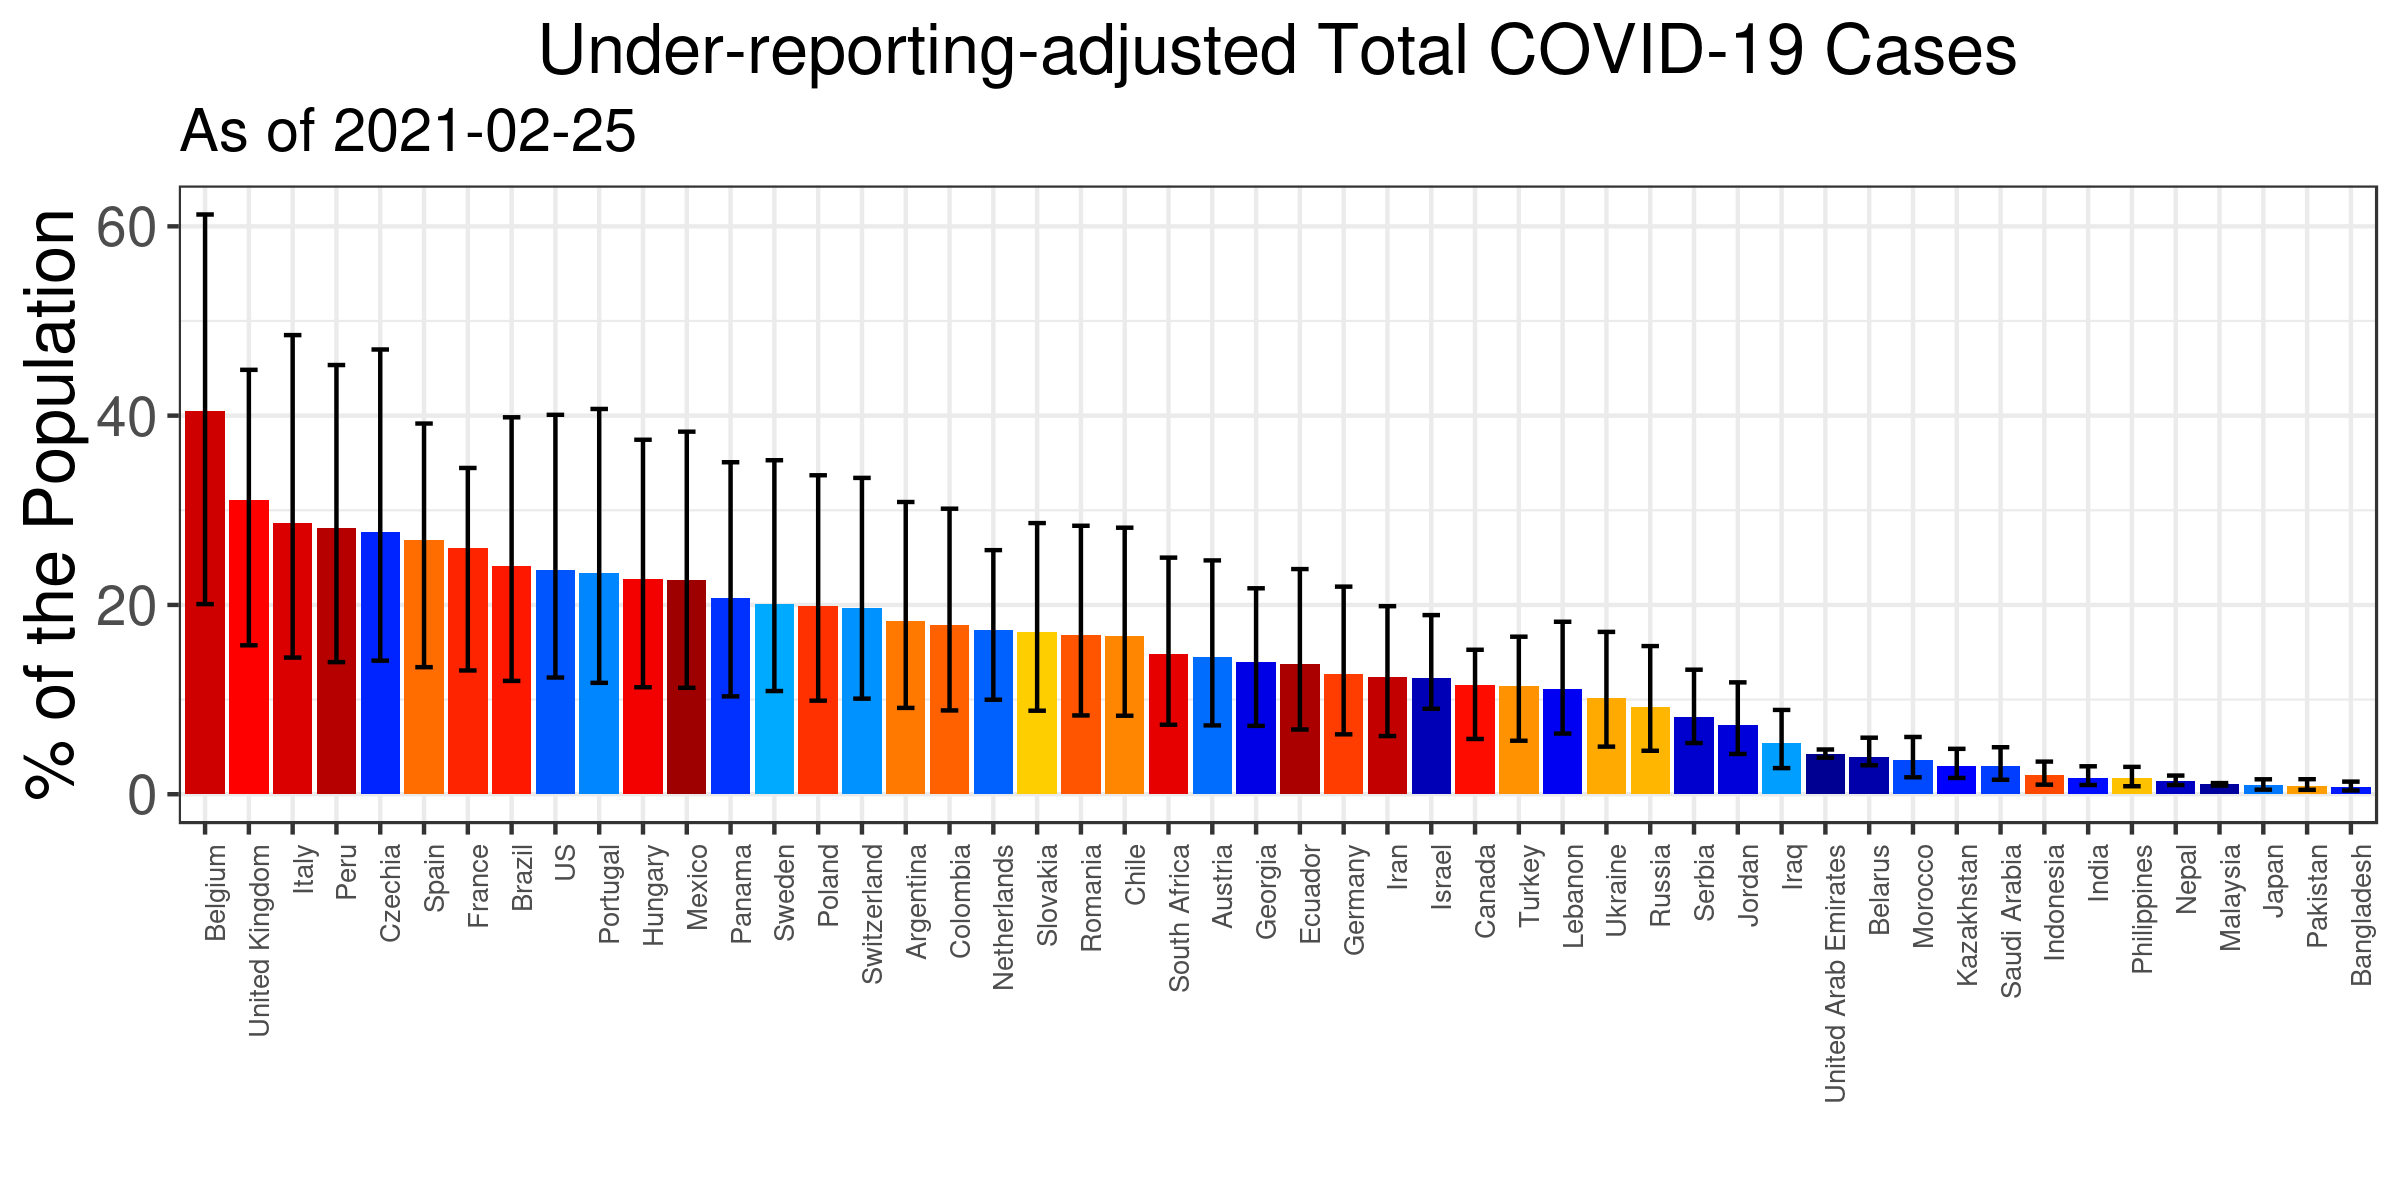 Under-reporting-adjusted Total COVID-19 Cases
As of 2021-02-25
% of the Population
60
40
20
0
Belgium
United Kingdom
Italy
Peru
Czechia
Spain
France
Brazil
US
Portugal
Hungary
Mexico
Panama
Sweden
Poland
Switzerland
Argentina
Colombia
Netherlands
Slovakia
Romania
Chile
South Africa
Austria
Georgia
Ecuador
Germany
Iran
Israel
Canada
Turkey
Lebanon
Ukraine
Russia
Serbia
Jordan
Iraq
United Arab Emirates
Belarus
Morocco
Kazakhstan
Saudi Arabia
Indonesia
India
Philippines
Nepal
Malaysia
Japan
Pakistan
Bangladesh